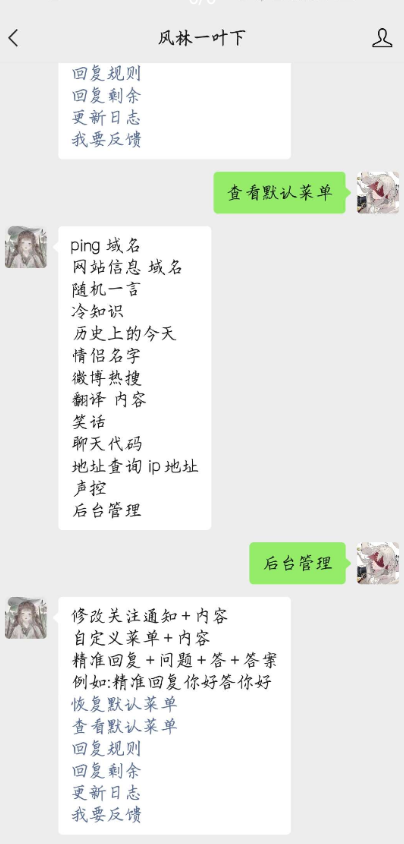 风林一叶下
回复规则
回复剩余
更新日志
我要反馈
查看默认菜单
ping 域名
网站信息 域名
随机一言
冷知识
历史上的今天
情侣名字
微博热搜
翻译 内容
笑话
聊天代码
地址查询 ip 地址
声控
后台管理
后台管理
修改关注通知+内容
自定义菜单+内容
精准回复+问题+答+答案
例如:精准回复你好答你好
恢复默认菜单
查看默认菜单
回复规则
回复剩余
更新日志
我要反馈